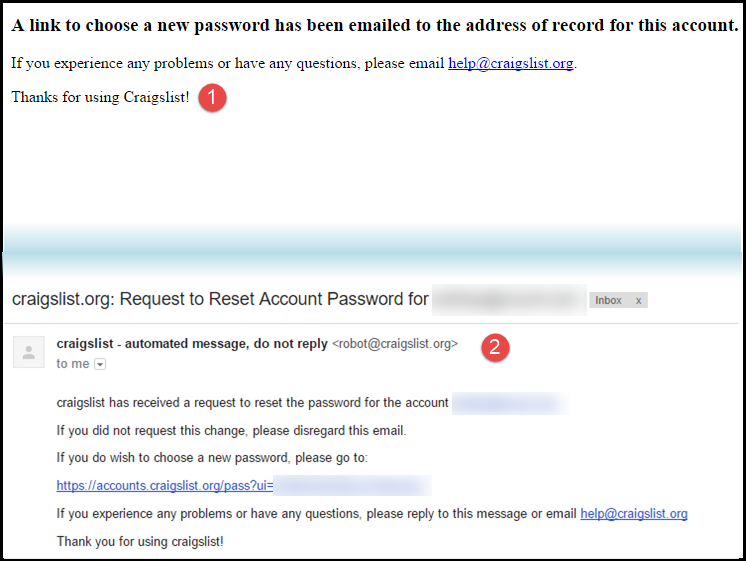 A link to choose a new password has been emailed to the address of record for this account.
If you experience any problems or have any questions, please email help@craigslist.org.
Thanks for using Craigslist! 1
craigslist.org: Request to Reset Account Password for Inbox x
craigslist - automated message, do not reply <robot@craigslist.org> 2
to me
craigslist has received a request to reset the password for the account
If you did not request this change, please disregard this email.
If you do wish to choose a new password, please go to:
https://accounts.craigslist.org/pass?ui=
If you experience any problems or have any questions, please reply to this message or email help@craigslist.org
Thank you for using craigslist!